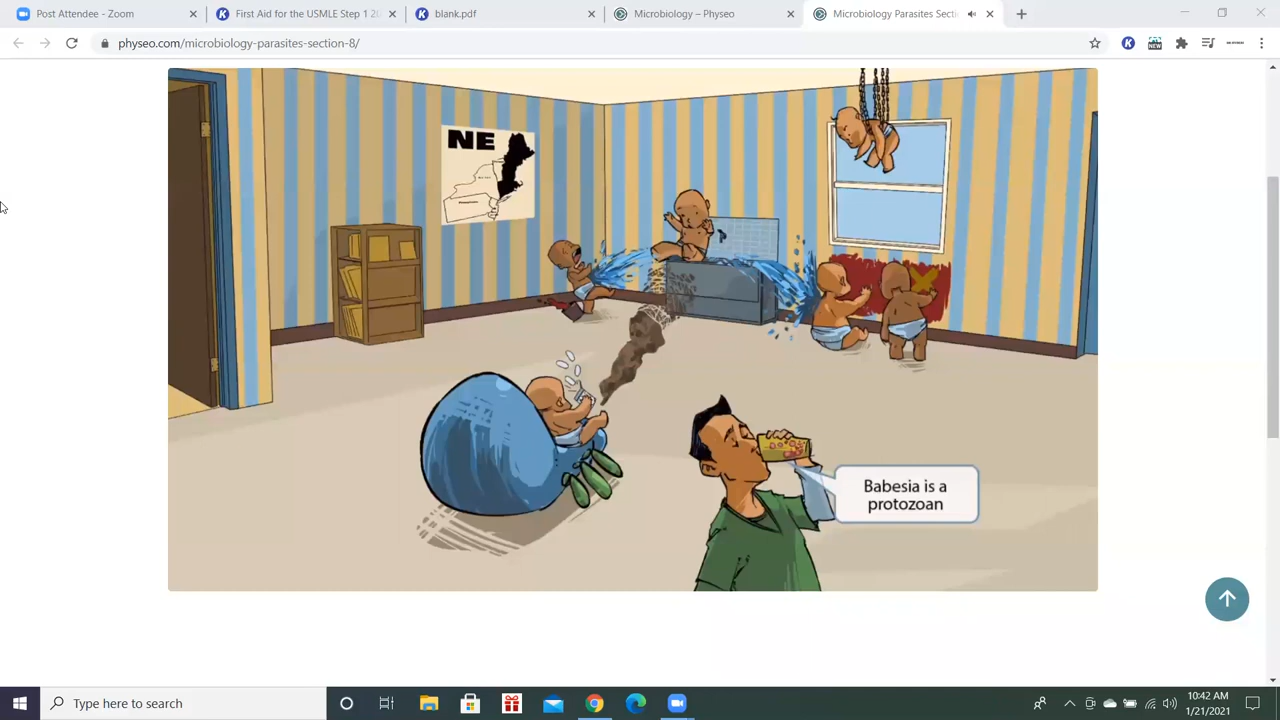 Post Attendee - Zoom
First Aid for the USMLE Step 1 2
blank.pdf
Microbiology – Physeo
Microbiology Parasites Secti
physeo.com/microbiology-parasites-section-8/
NEW
NE
Babesia is a
protozoan
Type here to search
10:42 AM
1/21/2021